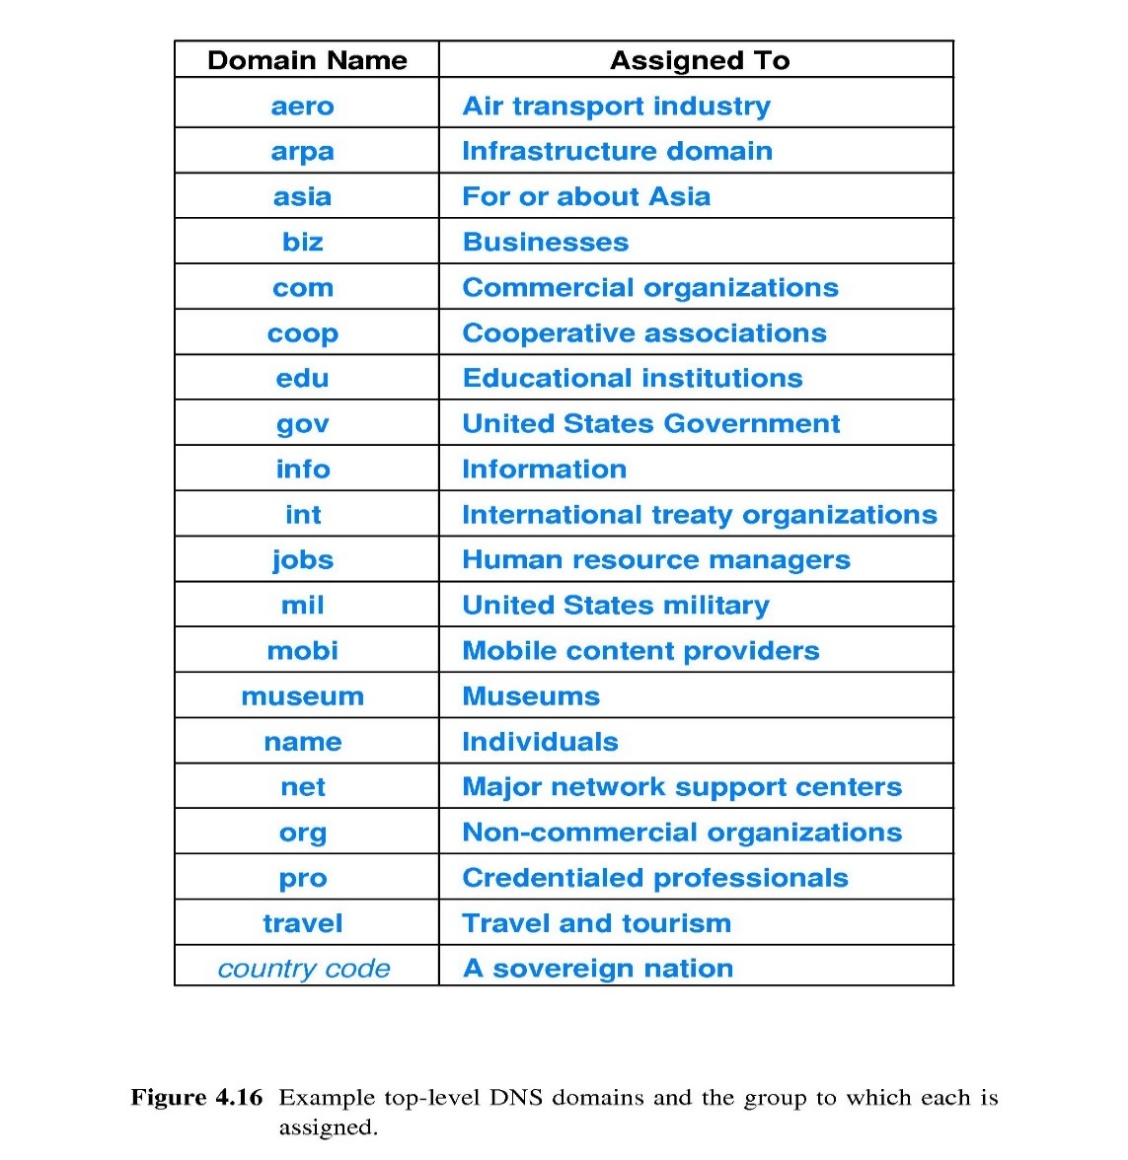 Domain Name Assigned To
aero Air transport industry
arpa Infrastructure domain
asia For or about Asia
biz Businesses
com Commercial organizations
coop Cooperative associations
edu Educational institutions
gov United States Government
info Information
int International treaty organizations
jobs Human resource managers
mil United States military
mobi Mobile content providers
museum Museums
name Individuals
net Major network support centers
org Non-commercial organizations
pro Credentialed professionals
travel Travel and tourism
country code A sovereign nation
Figure 4.16 Example top-level DNS domains and the group to which each is
assigned.